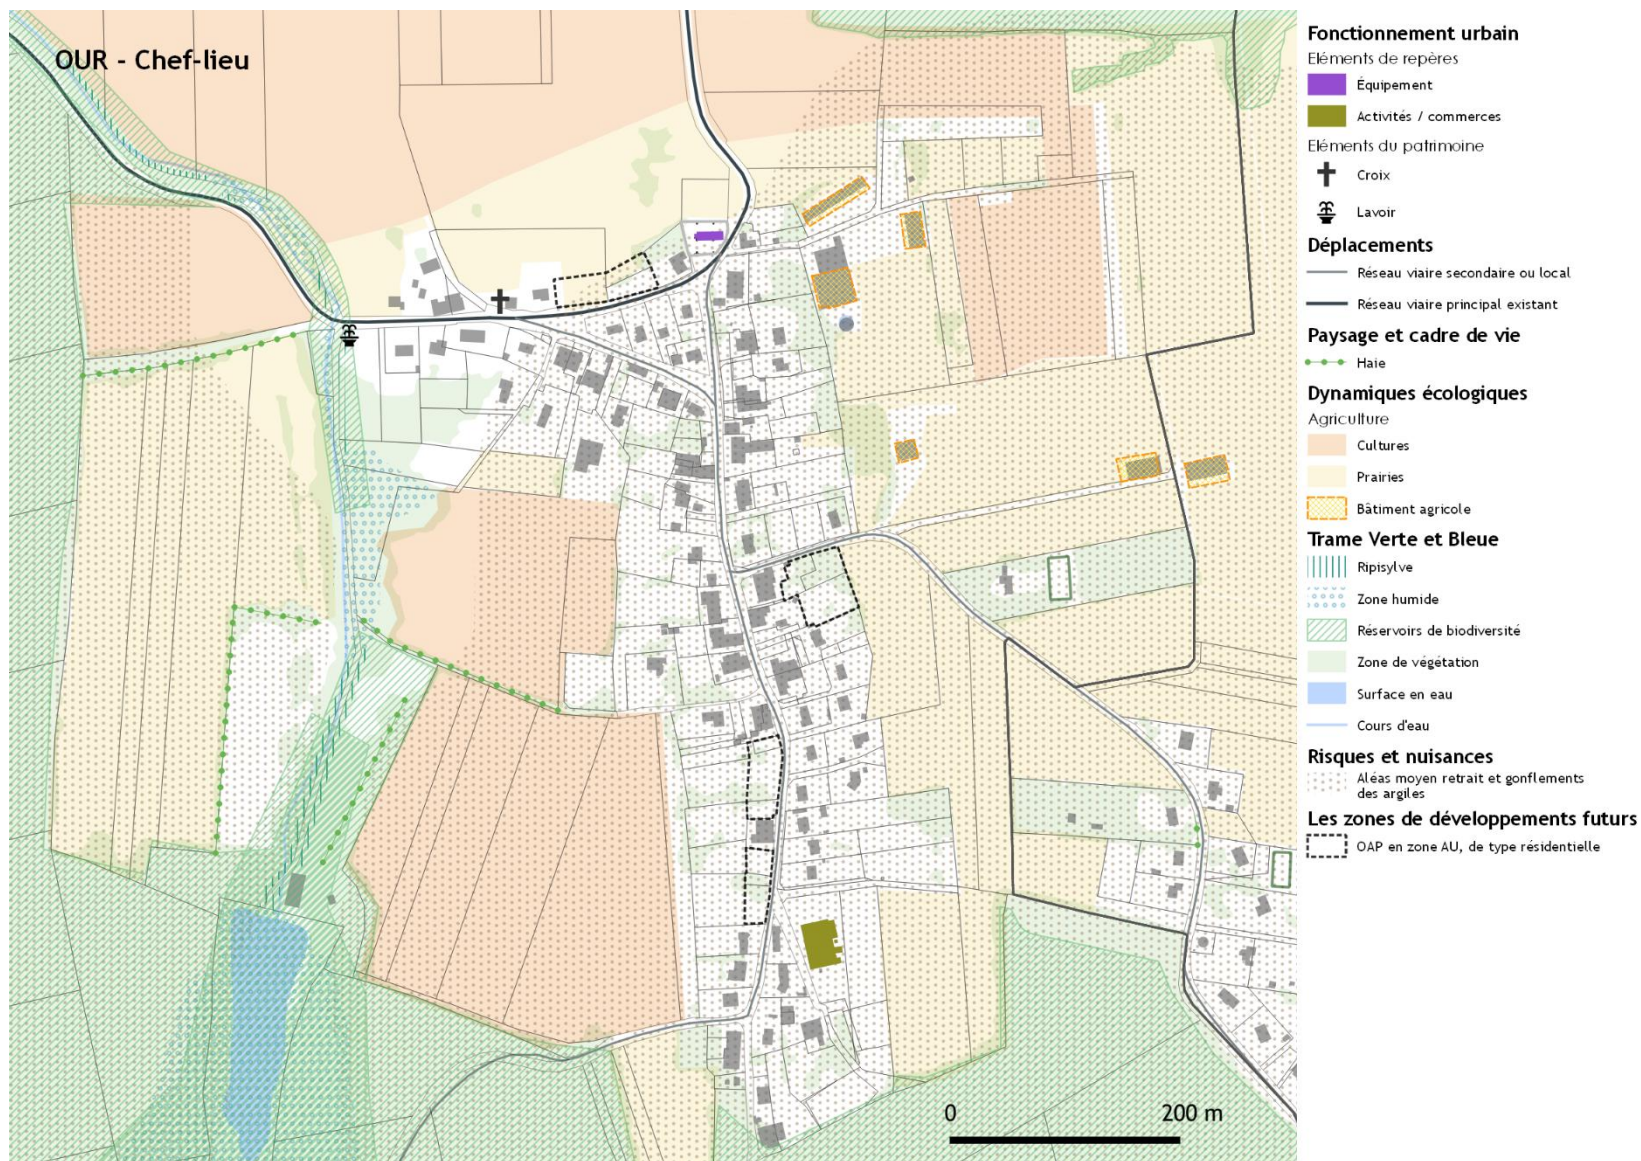 OUR - Chef-lieu
0 200 m
Fonctionnement urbain
Eléments de repères
Équipement
Activités / commerces
Eléments du patrimoine
Croix
Lavoir
Déplacements
Réseau viaire secondaire ou local
Réseau viaire principal existant
Paysage et cadre de vie
Haie
Dynamiques écologiques
Agriculture
Cultures
Prairies
Bâtiment agricole
Trame Verte et Bleue
Ripisylve
Zone humide
Réservoirs de biodiversité
Zone de végétation
Surface en eau
Cours d'eau
Risques et nuisances
Aléas moyen retrait et gonflements
des argiles
Les zones de développements futurs
OAP en zone AU, de type résidentielle